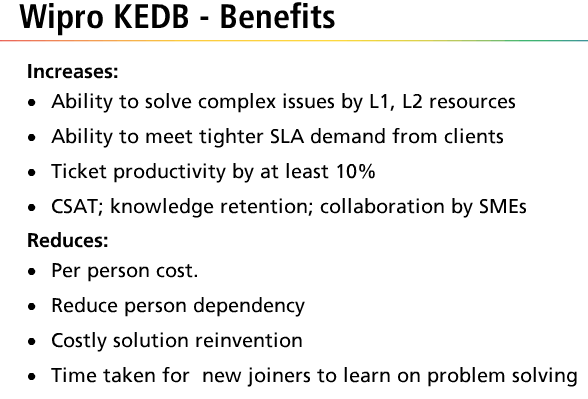 Wipro KEDB - Benefits
Increases:
• Ability to solve complex issues by L1, L2 resources
• Ability to meet tighter SLA demand from clients
• Ticket productivity by at least 10%
• CSAT; knowledge retention; collaboration by SMEs
Reduces:
• Per person cost.
• Reduce person dependency
• Costly solution reinvention
• Time taken for  new joiners to learn on problem solving